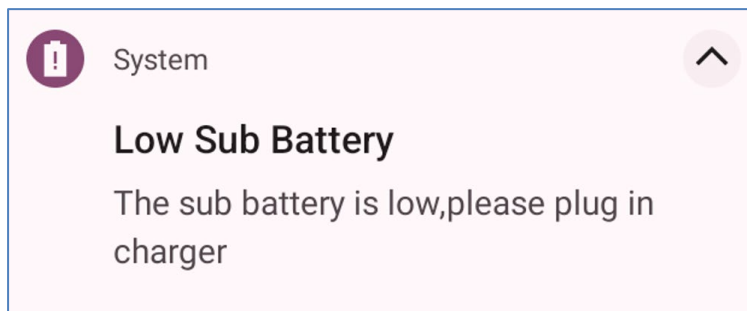 System
Low Sub Battery
The sub battery is low,please plug in
charger